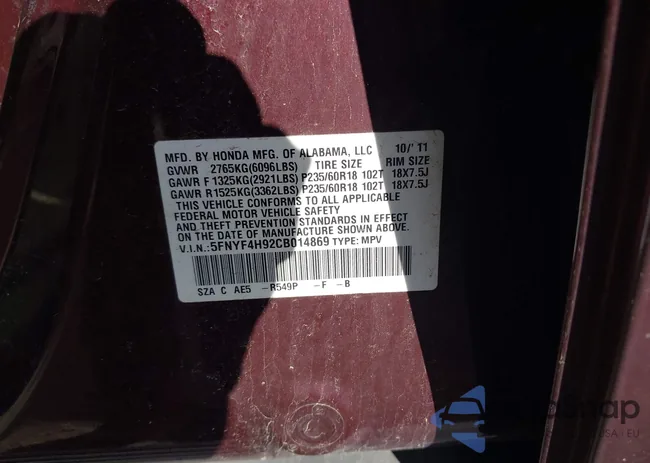 MFD. BY HONDA MFG. OF ALABAMA, LLC 10/'11
GVWR 2765KG(6096LBS) TIRE SIZE RIM SIZE
GAWR F 1325KG(2921LBS) P235/60R18 102T 18X7.5J
GAWR R 1525KG(3362LBS) P235/60R18 102T 18X7.5J
THIS VEHICLE CONFORMS TO ALL APPLICABLE
FEDERAL MOTOR VEHICLE SAFETY
AND THEFT PREVENTION STANDARDS IN EFFECT
ON THE DATE OF MANUFACTURE SHOWN ABOVE.
V.I.N.: 5FNYF4H92CB014869 TYPE: MPV
SZA C AE5 -R549P -F -B
USA, EU